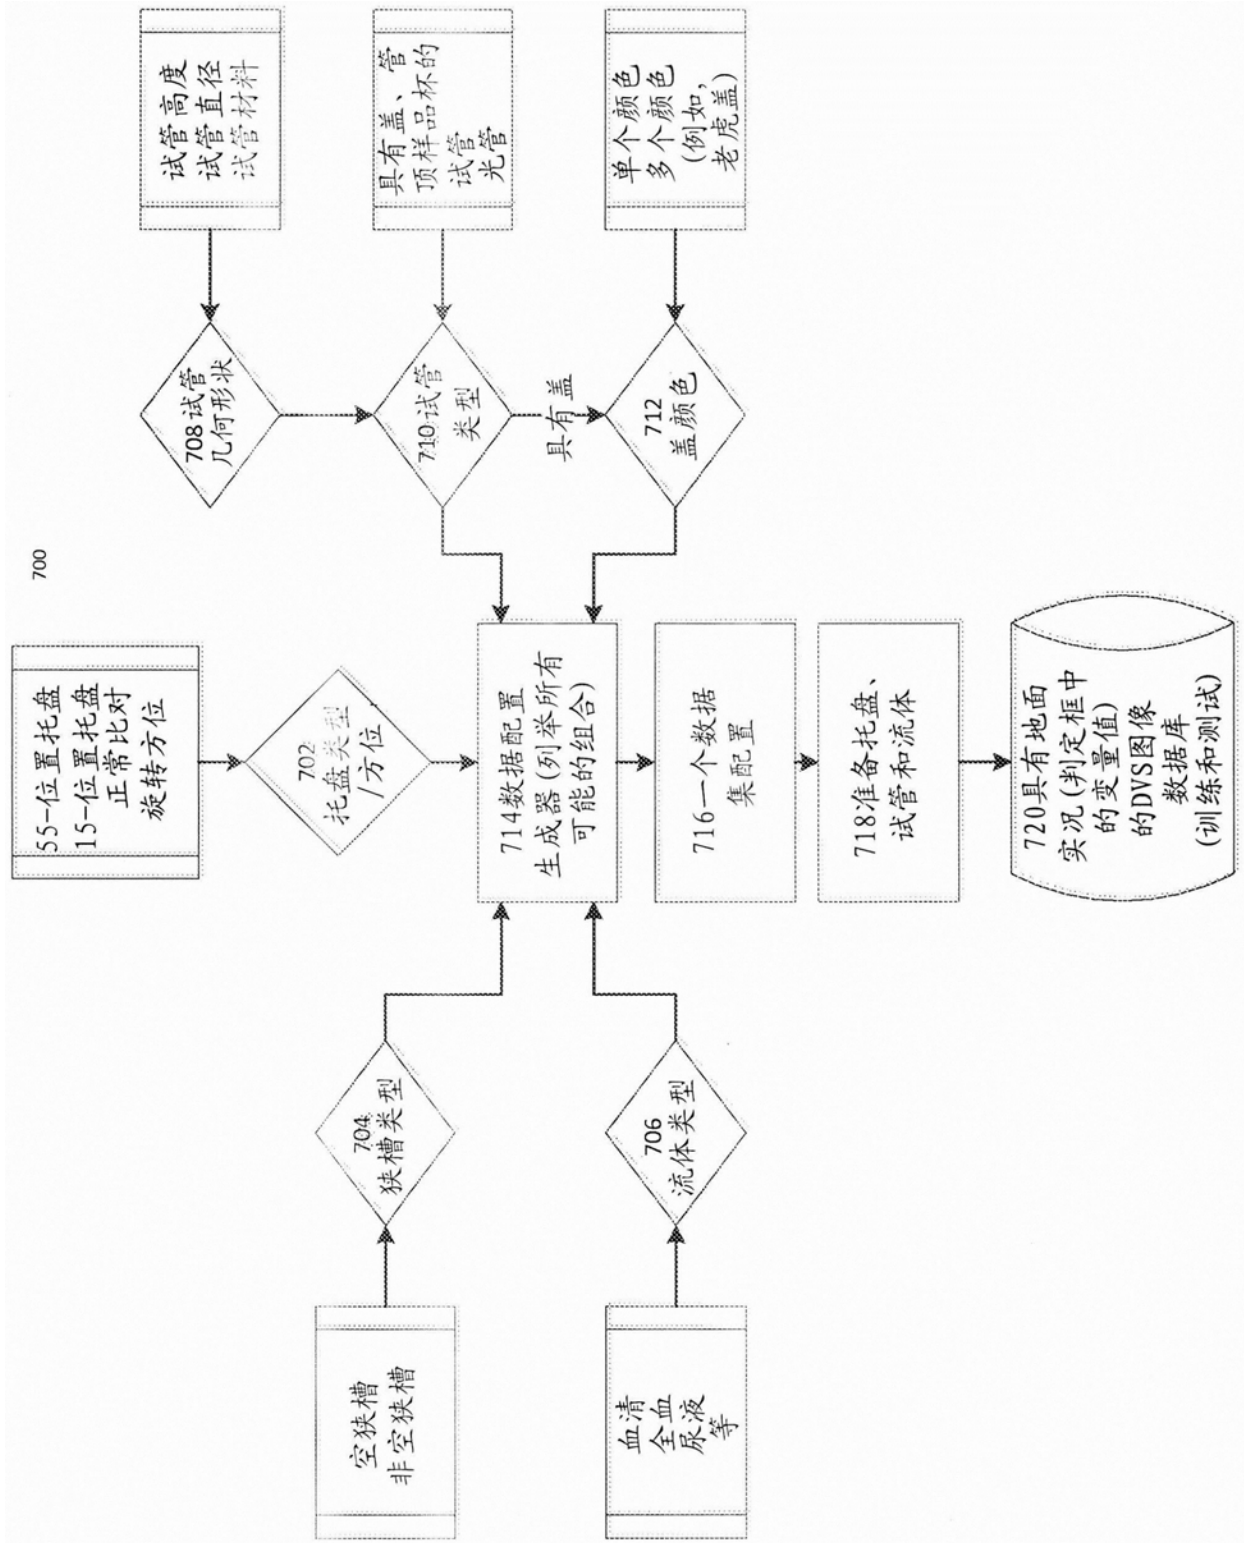 700
55-位置托盘
15-位置托盘
正常比对
旋转方位
702
托盘类型
/方位
空狭槽
非空狭槽
704
狭槽类型
血清
全血
尿液
等
706
流体类型
试管高度
试管直径
试管材料
708试管
几何形状
具有盖、管
顶样品杯的
试管
光管
710试管
类型
具有盖
单个颜色
多个颜色
(例如,
老虎盖)
712
盖颜色
714数据配置
生成器(列举所有
可能的组合)
716一个数据
集配置
718准备托盘、
试管和流体
720具有地面
实况(判定框中
的变量值)
的DVS图像
数据库
(训练和测试)